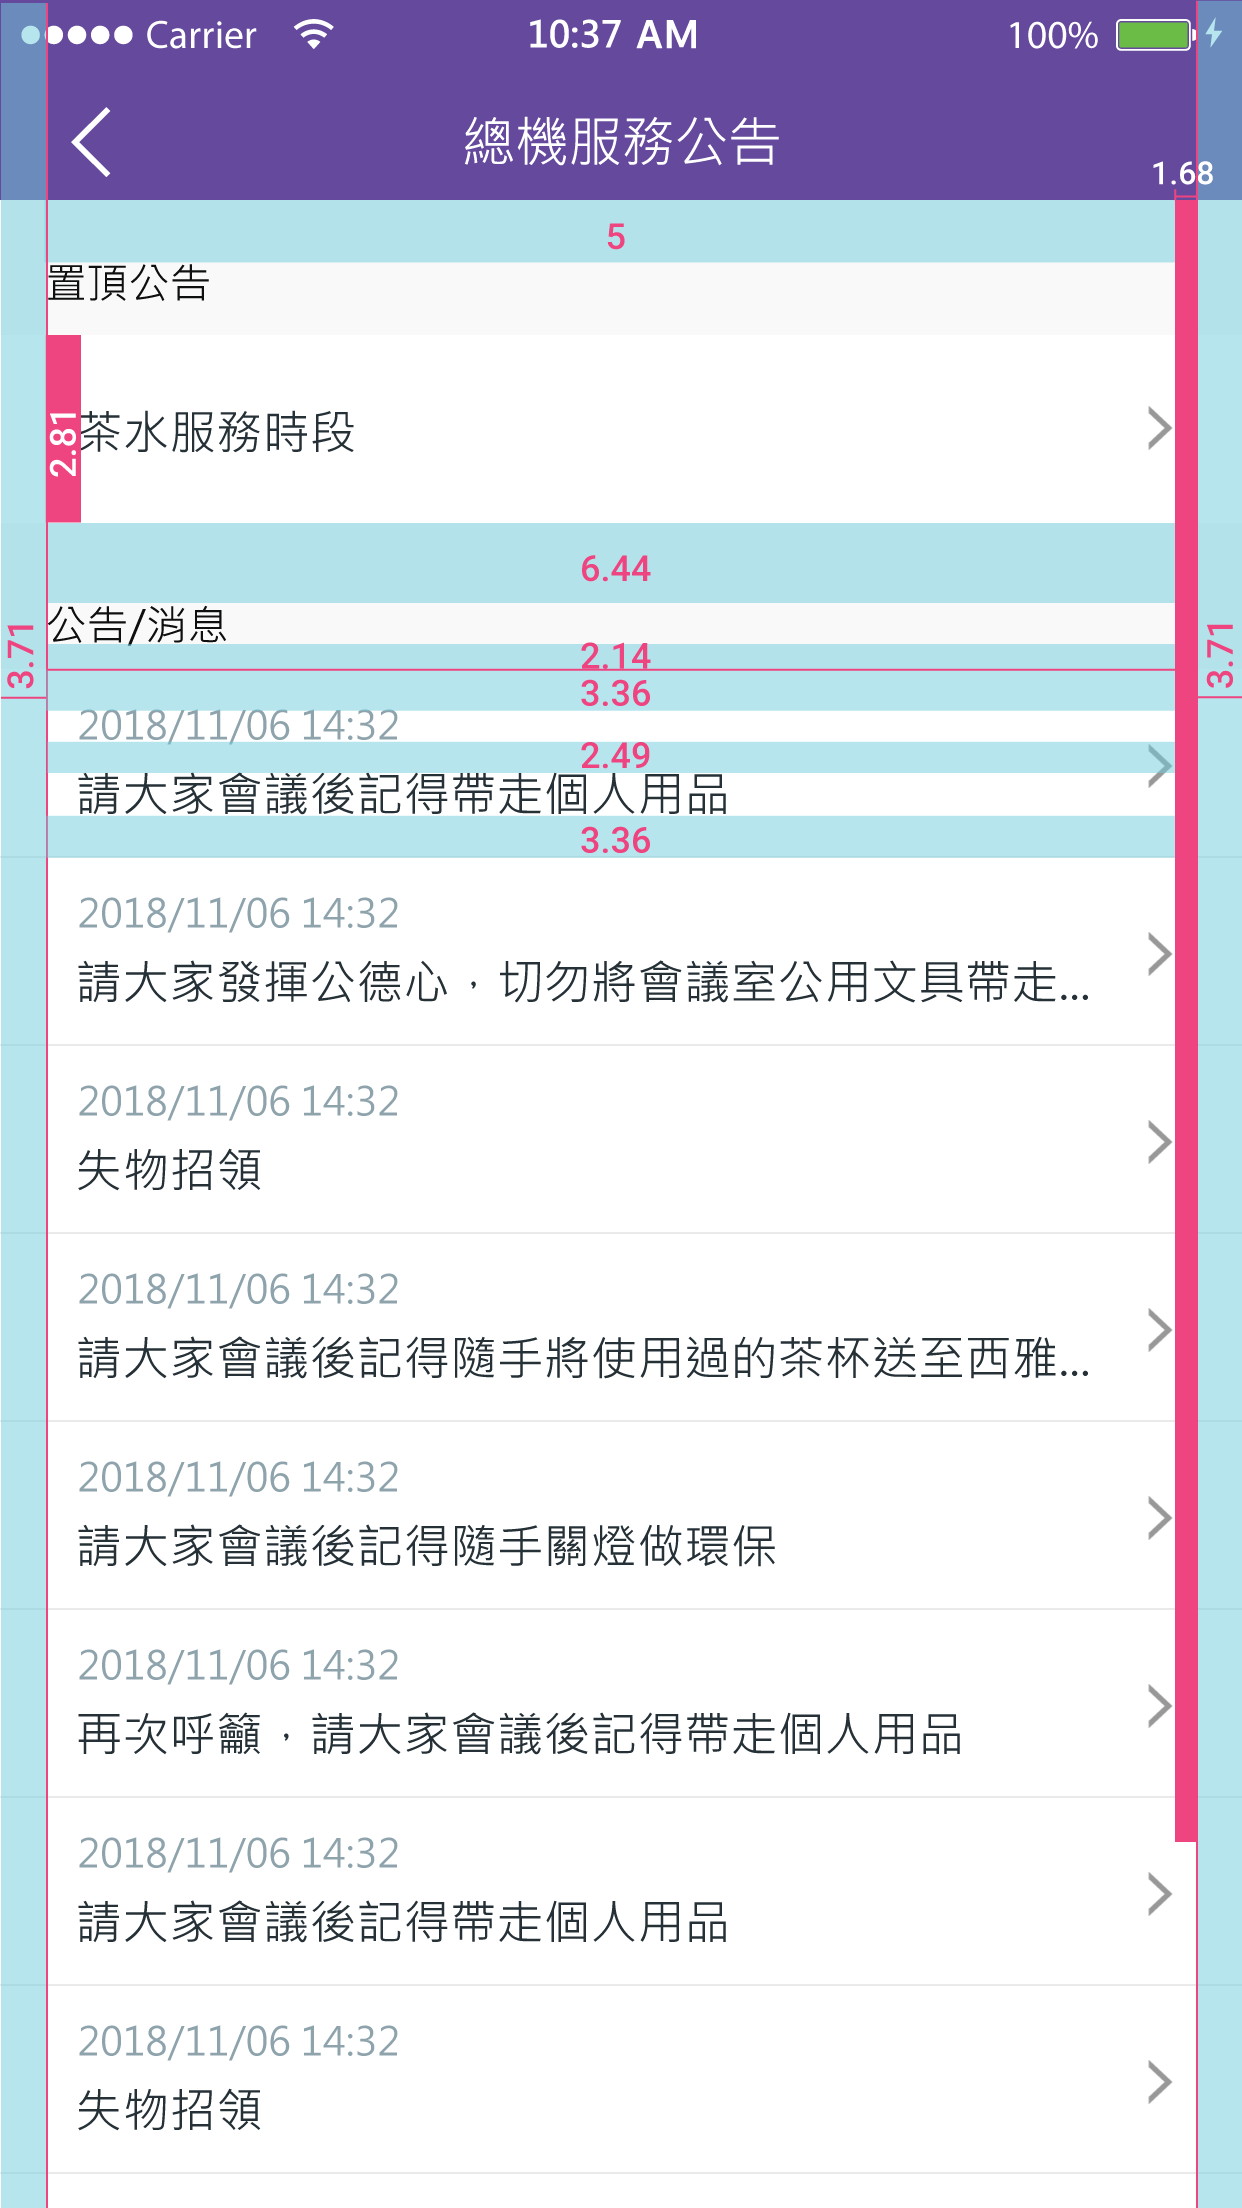 Carrier 10:37 AM 100%
總機服務公告
1.68
5
置頂公告
2.81
茶水服務時段
6.44
公告/消息
3.71
3.71
2.14
3.36
2018/11/06 14:32
2.49
請大家會議後記得帶走個人用品
3.36
2018/11/06 14:32
請大家發揮公德心，切勿將會議室公用文具帶走...
2018/11/06 14:32
失物招領
2018/11/06 14:32
請大家會議後記得隨手將使用過的茶杯送至西雅...
2018/11/06 14:32
請大家會議後記得隨手關燈做環保
2018/11/06 14:32
再次呼籲，請大家會議後記得帶走個人用品
2018/11/06 14:32
請大家會議後記得帶走個人用品
2018/11/06 14:32
失物招領